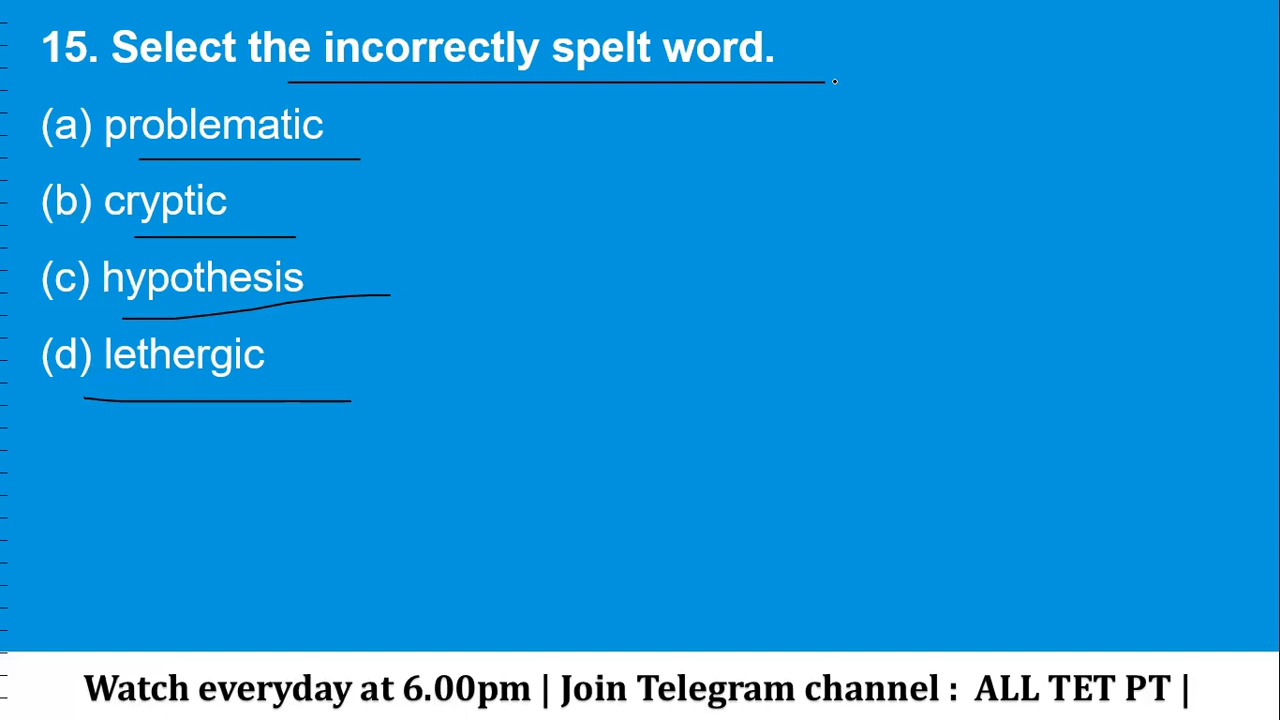 15. Select the incorrectly spelt word.
(a) problematic
(b) cryptic
(c) hypothesis
(d) lethergic
Watch everyday at 6.00pm | Join Telegram channel : ALL TET PT |